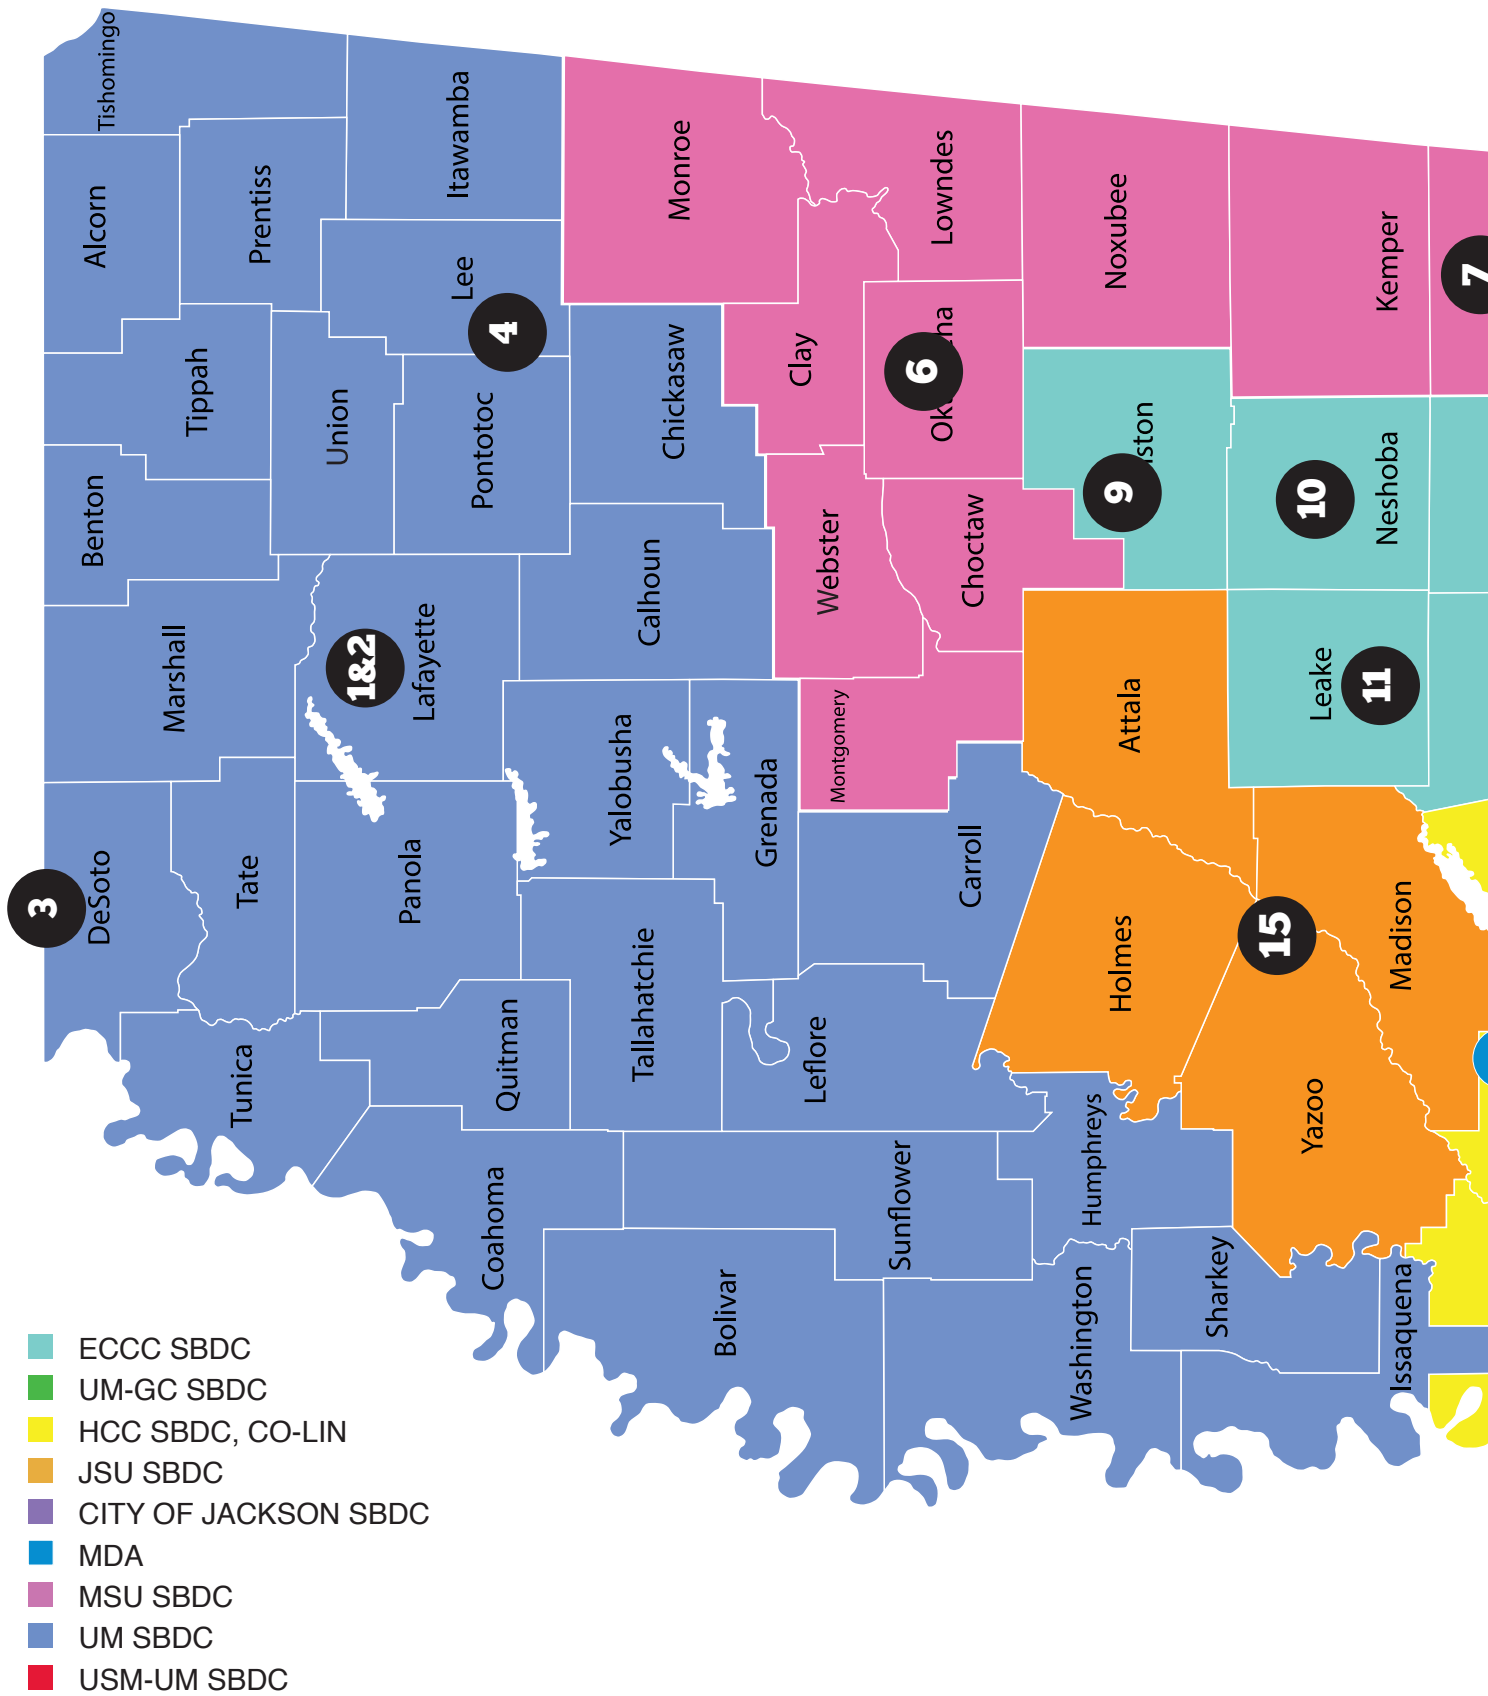 Tishomingo
Alcorn
Prentiss
Itawamba
Lee
4
Tippah
Union
Pontotoc
Benton
Marshall
1&2
Lafayette
3
DeSoto
Tate
Panola
Tunica
Quitman
Coahoma
Monroe
Lowndes
Noxubee
Kemper
7
Chickasaw
Clay
6
Ok
ha
9
ston
10
Neshoba
Calhoun
Webster
Choctaw
Yalobusha
Grenada
Montgomery
Attala
Leake
11
Tallahatchie
Carroll
Leflore
Holmes
15
Madison
Yazoo
Humphreys
Sunflower
Bolivar
Washington
Sharkey
Issaquena
ECCC SBDC
UM-GC SBDC
HCC SBDC, CO-LIN
JSU SBDC
CITY OF JACKSON SBDC
MDA
MSU SBDC
UM SBDC
USM-UM SBDC